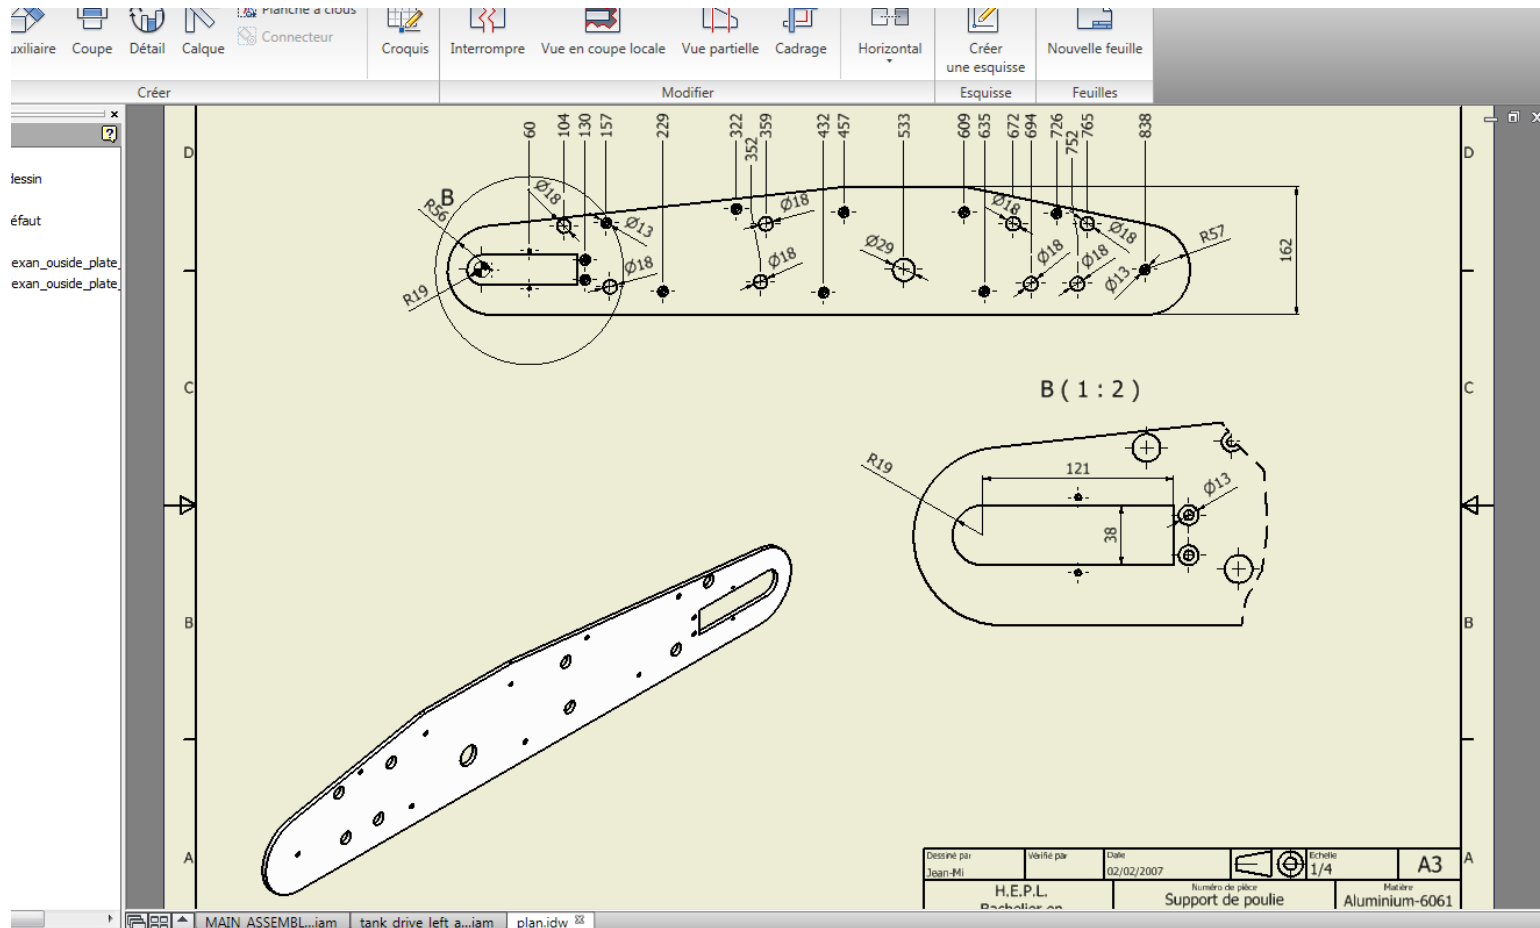 Planche à clous
Connecteur
Coupe
Détail
Calque
Croquis
Interrompre
Vue en coupe locale
Vue partielle
Cadrage
Horizontal
Créer
une esquisse
Nouvelle feuille
Créer
Modifier
Esquisse
Feuilles
60
104
130
157
229
322
352
359
432
457
533
609
635
672
694
726
752
765
838
D
D
B
R56
Ø18
Ø13
Ø18
Ø18
Ø18
Ø29
Ø18
Ø18
Ø18
Ø18
Ø13
R57
162
R19
C
B ( 1 : 2 )
C
R19
121
Ø13
38
B
B
A
A
Dessiné par
Jean-Mi
Vérifié par
Date
02/02/2007
Echelle
1/4
A3
H.E.P.L.
Numéro de pièce
Support de poulie
Matière
Aluminium-6061
MAIN_ASSEMBL...iam
tank drive left a...iam
plan.idw